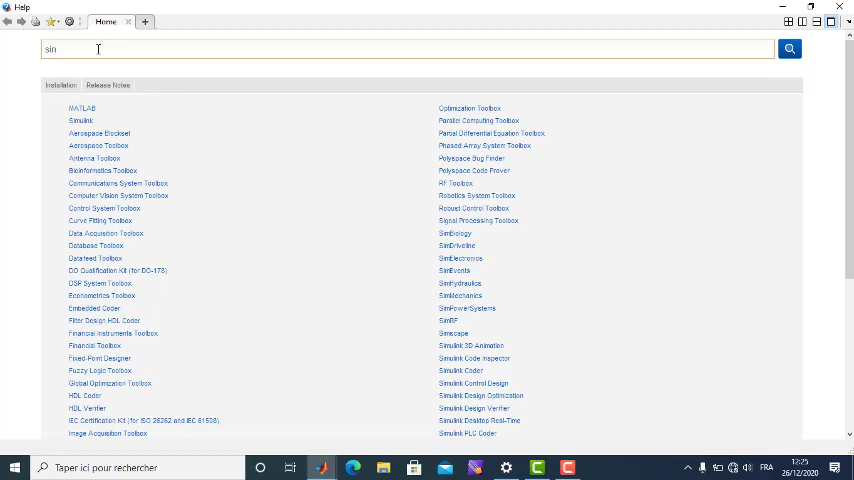 Help
Home
sin
Installation Release Notes
MATLAB
Simulink
Aerospace Blockset
Aerospace Toolbox
Antenna Toolbox
Bioinformatics Toolbox
Communications System Toolbox
Computer Vision System Toolbox
Control System Toolbox
Curve Fitting Toolbox
Data Acquisition Toolbox
Database Toolbox
Datafeed Toolbox
DO Qualification Kit (for DO-178)
DSP System Toolbox
Econometrics Toolbox
Embedded Coder
Filter Design HDL Coder
Financial Instruments Toolbox
Financial Toolbox
Fixed-Point Designer
Fuzzy Logic Toolbox
Global Optimization Toolbox
HDL Coder
HDL Verifier
IEC Certification Kit (for ISO 26262 and IEC 61508)
Image Acquisition Toolbox
Optimization Toolbox
Parallel Computing Toolbox
Partial Differential Equation Toolbox
Phased Array System Toolbox
Polyspace Bug Finder
Polyspace Code Prover
RF Toolbox
Robotics System Toolbox
Robust Control Toolbox
Signal Processing Toolbox
SimBiology
SimDriveline
SimElectronics
SimEvents
SimHydraulics
SimMechanics
SimPowerSystems
SimRF
Simscape
Simulink 3D Animation
Simulink Code Inspector
Simulink Coder
Simulink Control Design
Simulink Design Optimization
Simulink Design Verifier
Simulink Desktop Real-Time
Simulink PLC Coder
Taper ici pour rechercher
FRA
12:25
26/12/2020